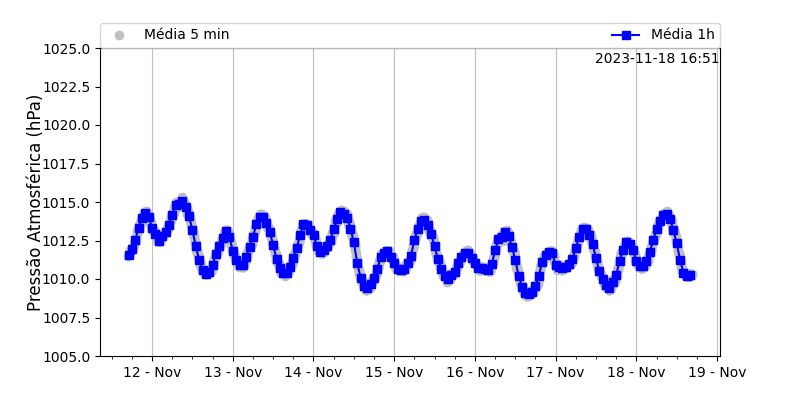 Média 5 min
Média 1h
2023-11-18 16:51
Pressão Atmosférica (hPa)
1025.0
1022.5
1020.0
1017.5
1015.0
1012.5
1010.0
1007.5
1005.0
12 - Nov
13 - Nov
14 - Nov
15 - Nov
16 - Nov
17 - Nov
18 - Nov
19 - Nov